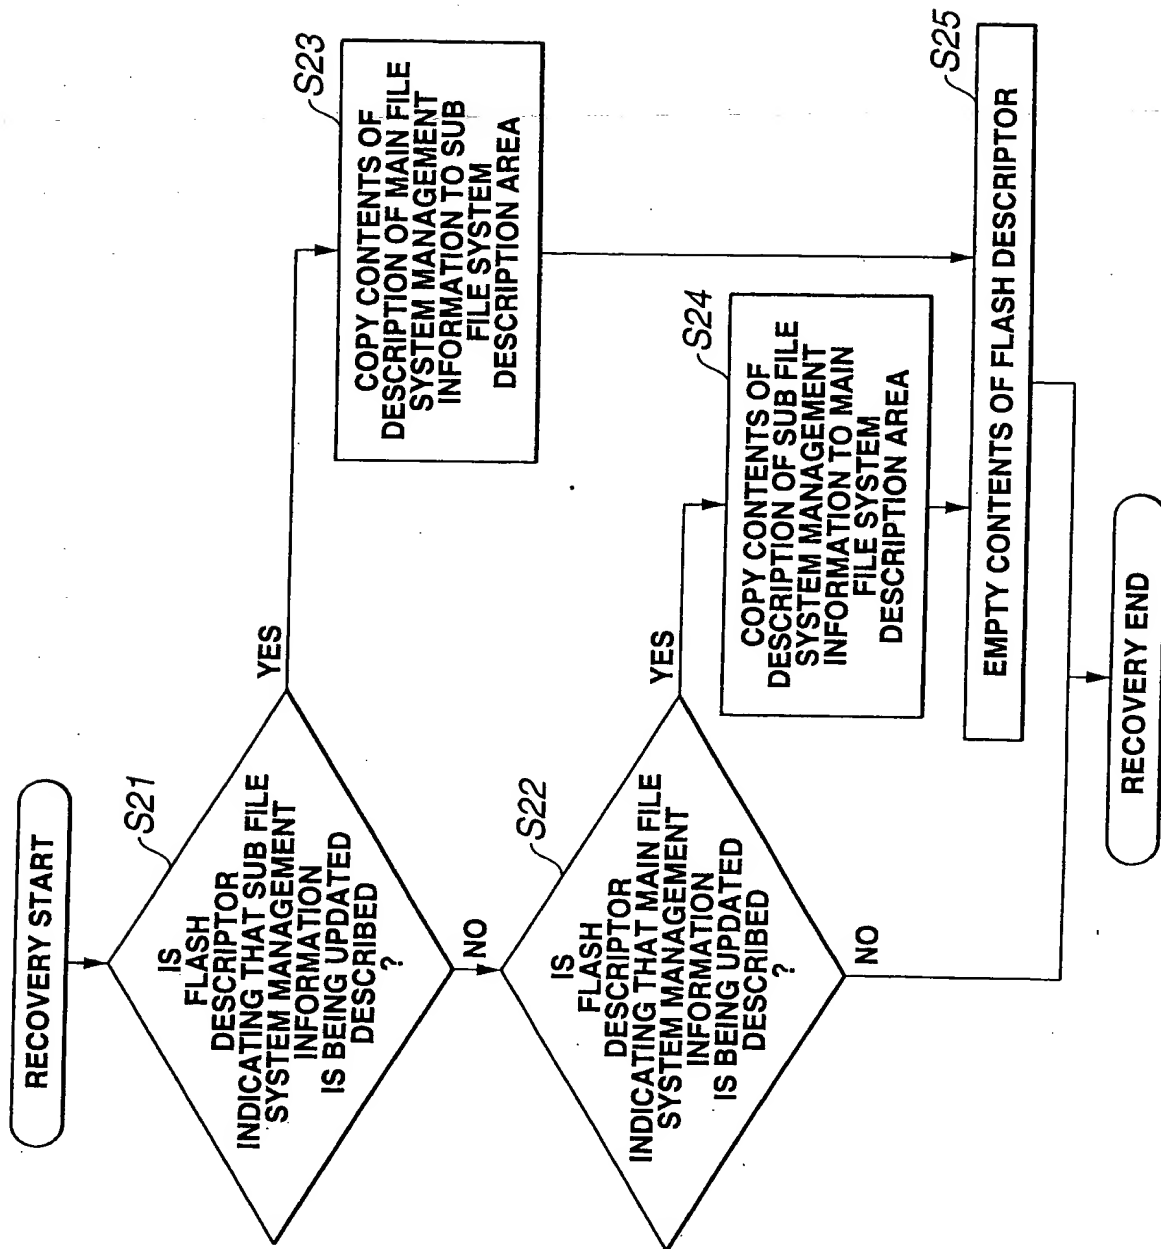 RECOVERY START
S21
IS
FLASH
DESCRIPTOR
INDICATING THAT SUB FILE
SYSTEM MANAGEMENT
INFORMATION
IS BEING UPDATED
DESCRIBED
?
YES
NO
S23
COPY CONTENTS OF
DESCRIPTION OF MAIN FILE
SYSTEM MANAGEMENT
INFORMATION TO SUB
FILE SYSTEM
DESCRIPTION AREA
S22
IS
FLASH
DESCRIPTOR
INDICATING THAT MAIN FILE
SYSTEM MANAGEMENT
INFORMATION
IS BEING UPDATED
DESCRIBED
?
YES
NO
S24
COPY CONTENTS OF
DESCRIPTION OF SUB FILE
SYSTEM MANAGEMENT
INFORMATION TO MAIN
FILE SYSTEM
DESCRIPTION AREA
S25
EMPTY CONTENTS OF FLASH DESCRIPTOR
RECOVERY END